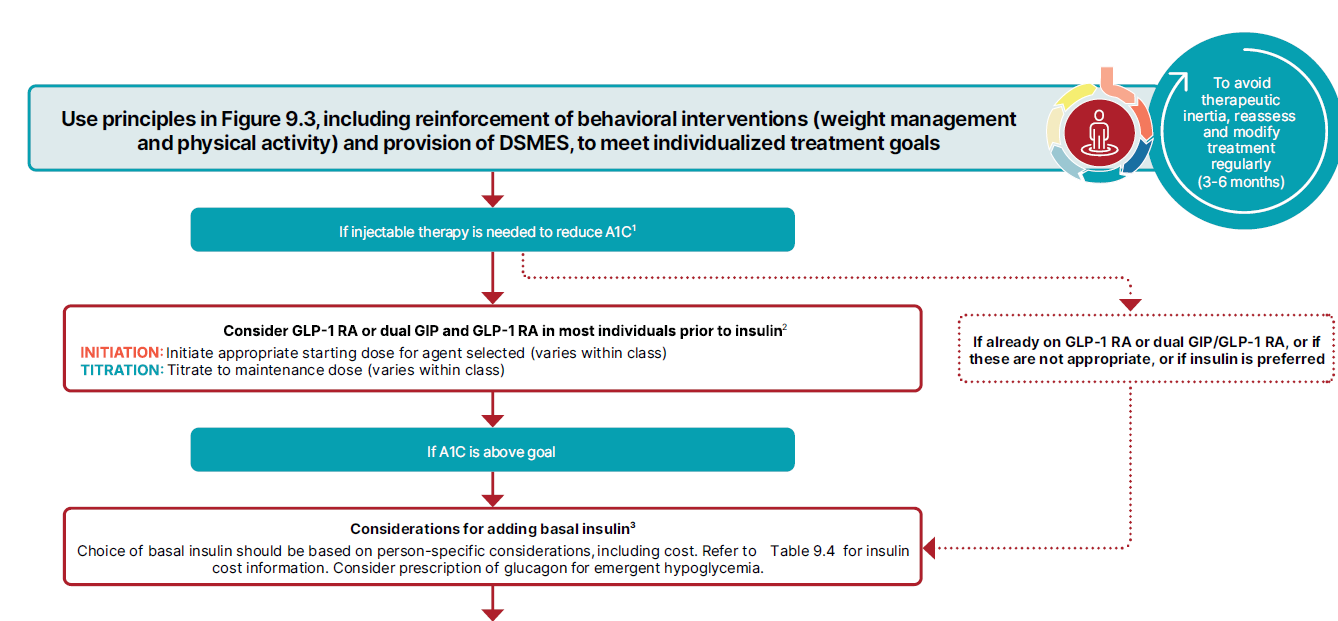 Use principles in Figure 9.3, including reinforcement of behavioral interventions (weight management
and physical activity) and provision of DSMES, to meet individualized treatment goals
To avoid
therapeutic
inertia, reassess
and modify
treatment
regularly
(3-6 months)
If injectable therapy is needed to reduce A1C¹
Consider GLP-1 RA or dual GIP and GLP-1 RA in most individuals prior to insulin²
INITIATION: Initiate appropriate starting dose for agent selected (varies within class)
TITRATION: Titrate to maintenance dose (varies within class)
If already on GLP-1 RA or dual GIP/GLP-1 RA, or if
these are not appropriate, or if insulin is preferred
If A1C is above goal
Considerations for adding basal insulin³
Choice of basal insulin should be based on person-specific considerations, including cost. Refer to Table 9.4 for insulin
cost information. Consider prescription of glucagon for emergent hypoglycemia.